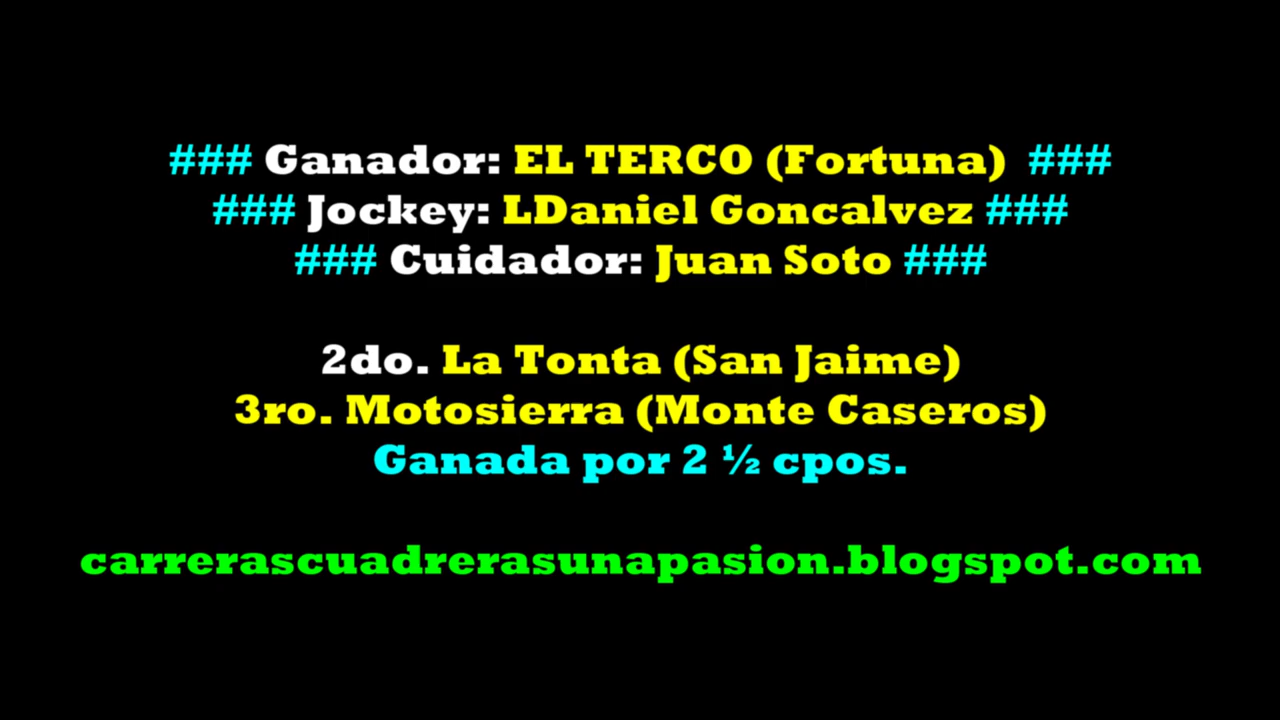 ### Ganador: EL TERCO (Fortuna) ###
### Jockey: LDaniel Goncalvez ###
### Cuidador: Juan Soto ###
2do. La Tonta (San Jaime)
3ro. Motosierra (Monte Caseros)
Ganada por 2 ½ cpos.
carrerascuadrerasunapasion.blogspot.com